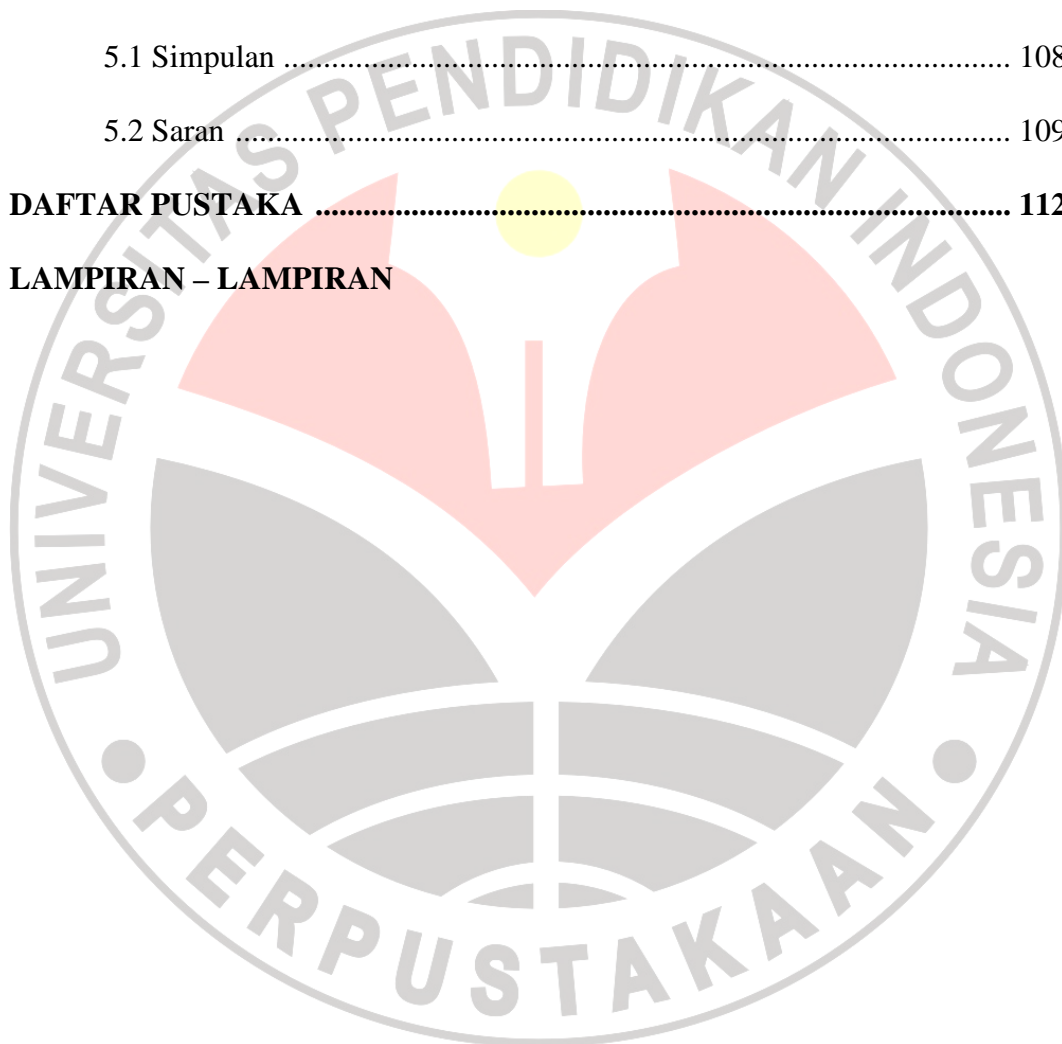 5.1 Simpulan ........................................................................................... 108
5.2 Saran ................................................................................................. 109
DAFTAR PUSTAKA ....................................................................................... 112
LAMPIRAN – LAMPIRAN
UNIVERSITAS PENDIDIKAN INDONESIA
PERPUSTAKAAN